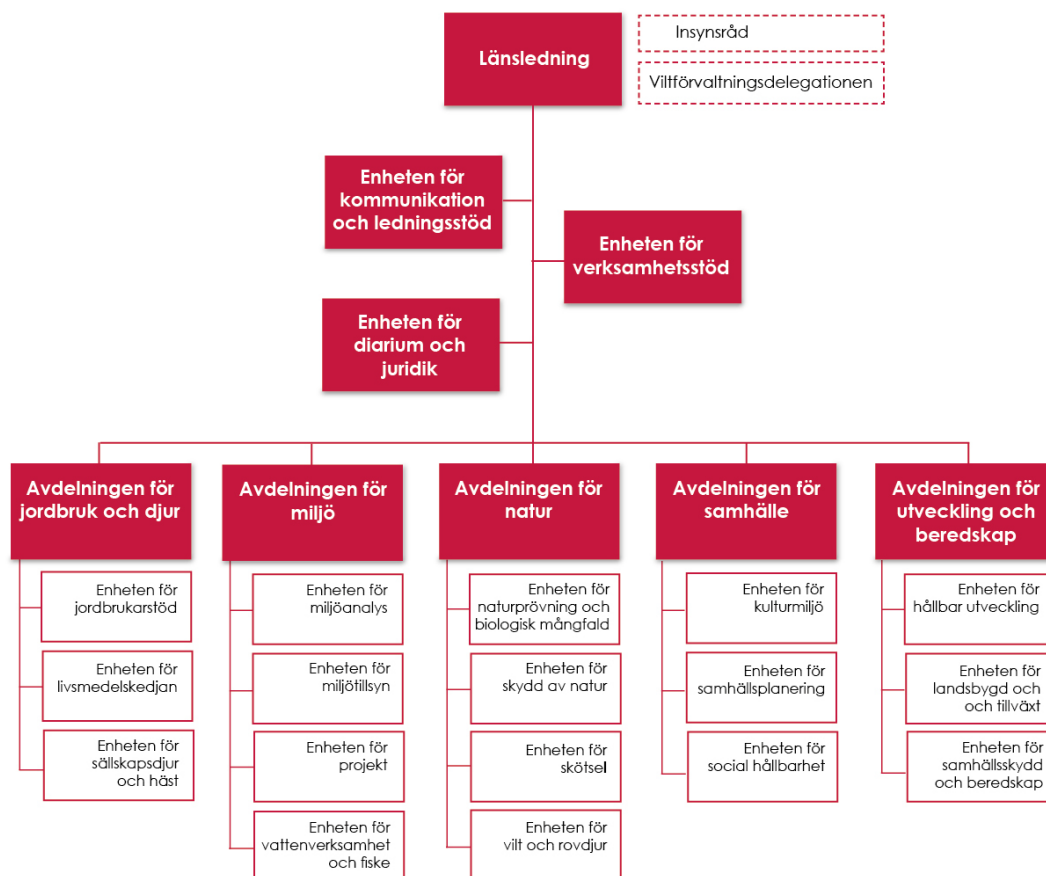 Länsledning
Insynsråd
Viltförvaltningsdelegationen
Enheten för
kommunikation
och ledningsstöd
Enheten för
verksamhetsstöd
Enheten för
diarium och
juridik
Avdelningen för
jordbruk och djur
Enheten för
jordbrukarstöd
Enheten för
livsmedelskedjan
Enheten för
sällskapsdjur
och häst
Avdelningen för
miljö
Enheten för
miljöanalys
Enheten för
miljötillsyn
Enheten för
projekt
Enheten för
vattenverksamhet
och fiske
Avdelningen för
natur
Enheten för
naturprövning och
biologisk mångfald
Enheten för
skydd av natur
Enheten för
skötsel
Enheten för
vilt och rovdjur
Avdelningen för
samhälle
Enheten för
kulturmiljö
Enheten för
samhällsplanering
Enheten för
social hållbarhet
Avdelningen för
utveckling och
beredskap
Enheten för
hållbar utveckling
Enheten för
landsbygd och
och tillväxt
Enheten för
samhällsskydd
och beredskap